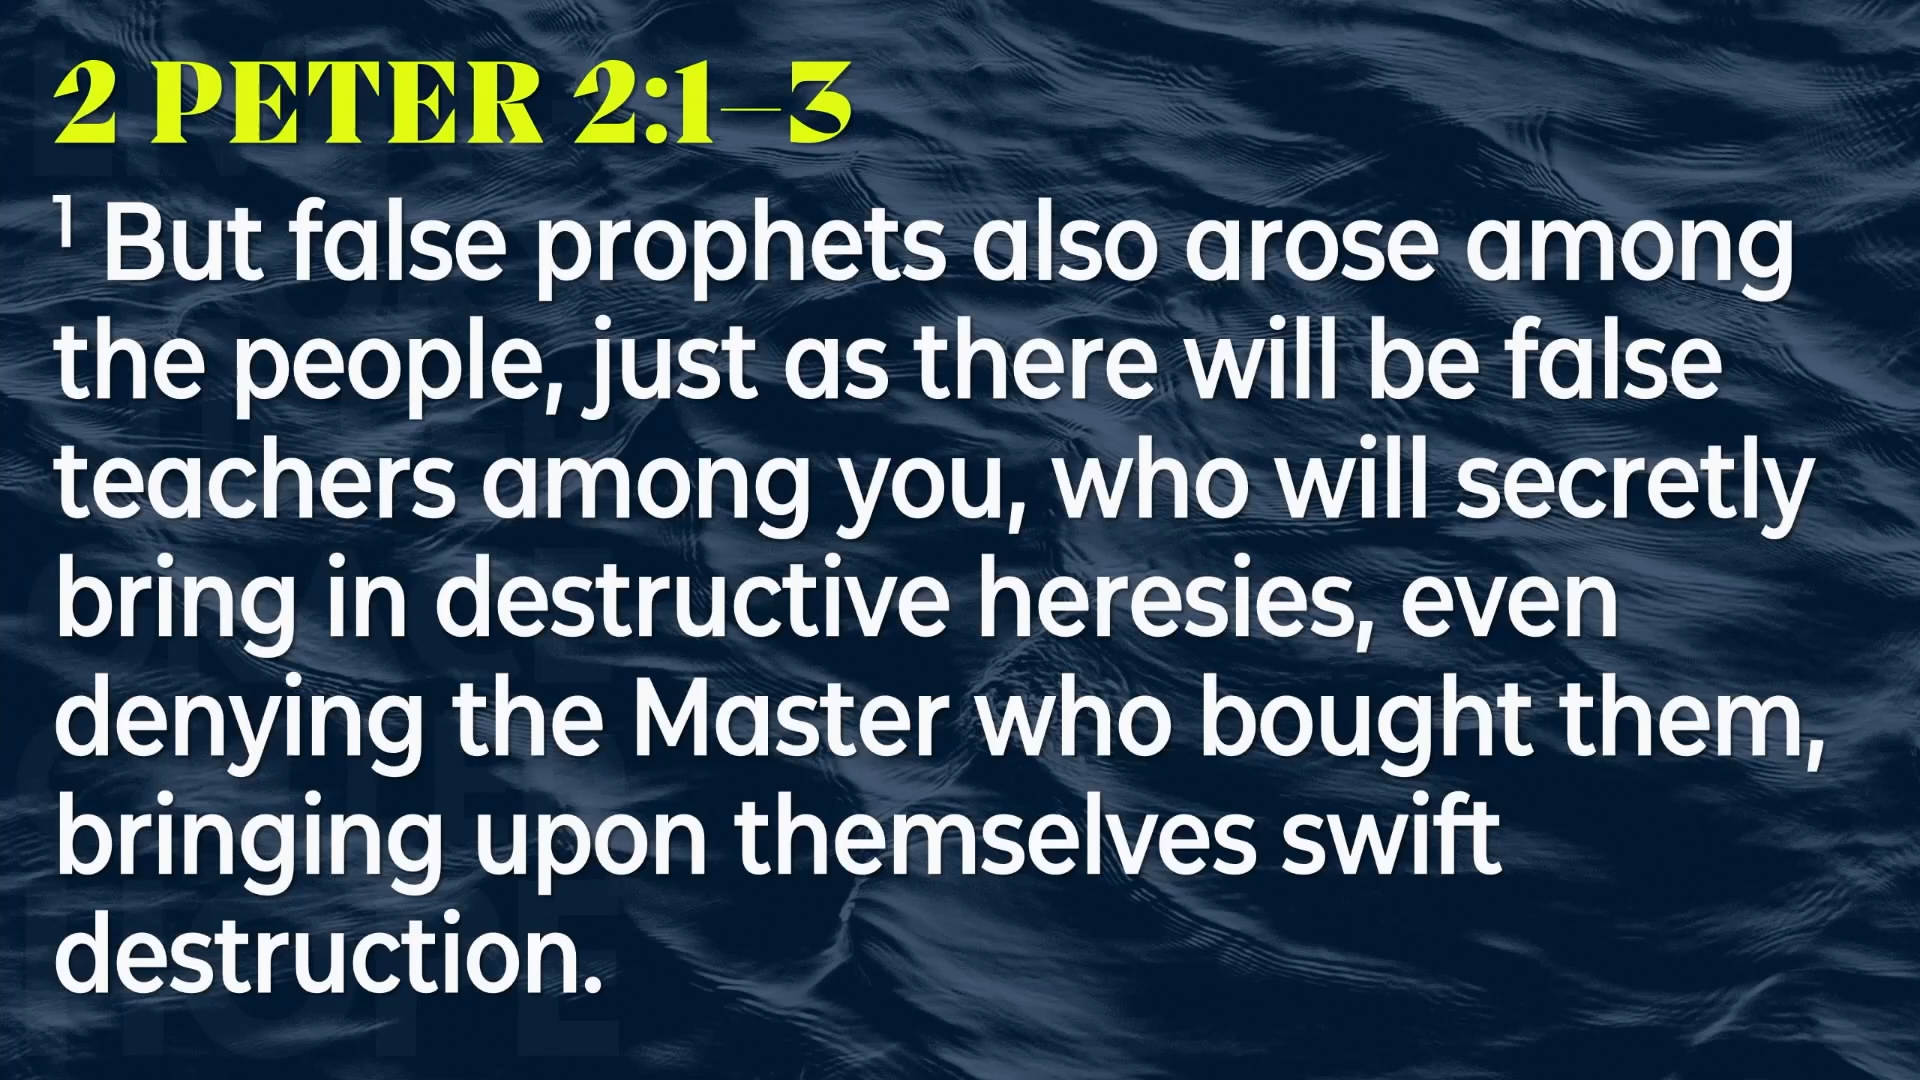 2 PETER 2:1–3
1 But false prophets also arose among
the people, just as there will be false
teachers among you, who will secretly
bring in destructive heresies, even
denying the Master who bought them,
bringing upon themselves swift
destruction.